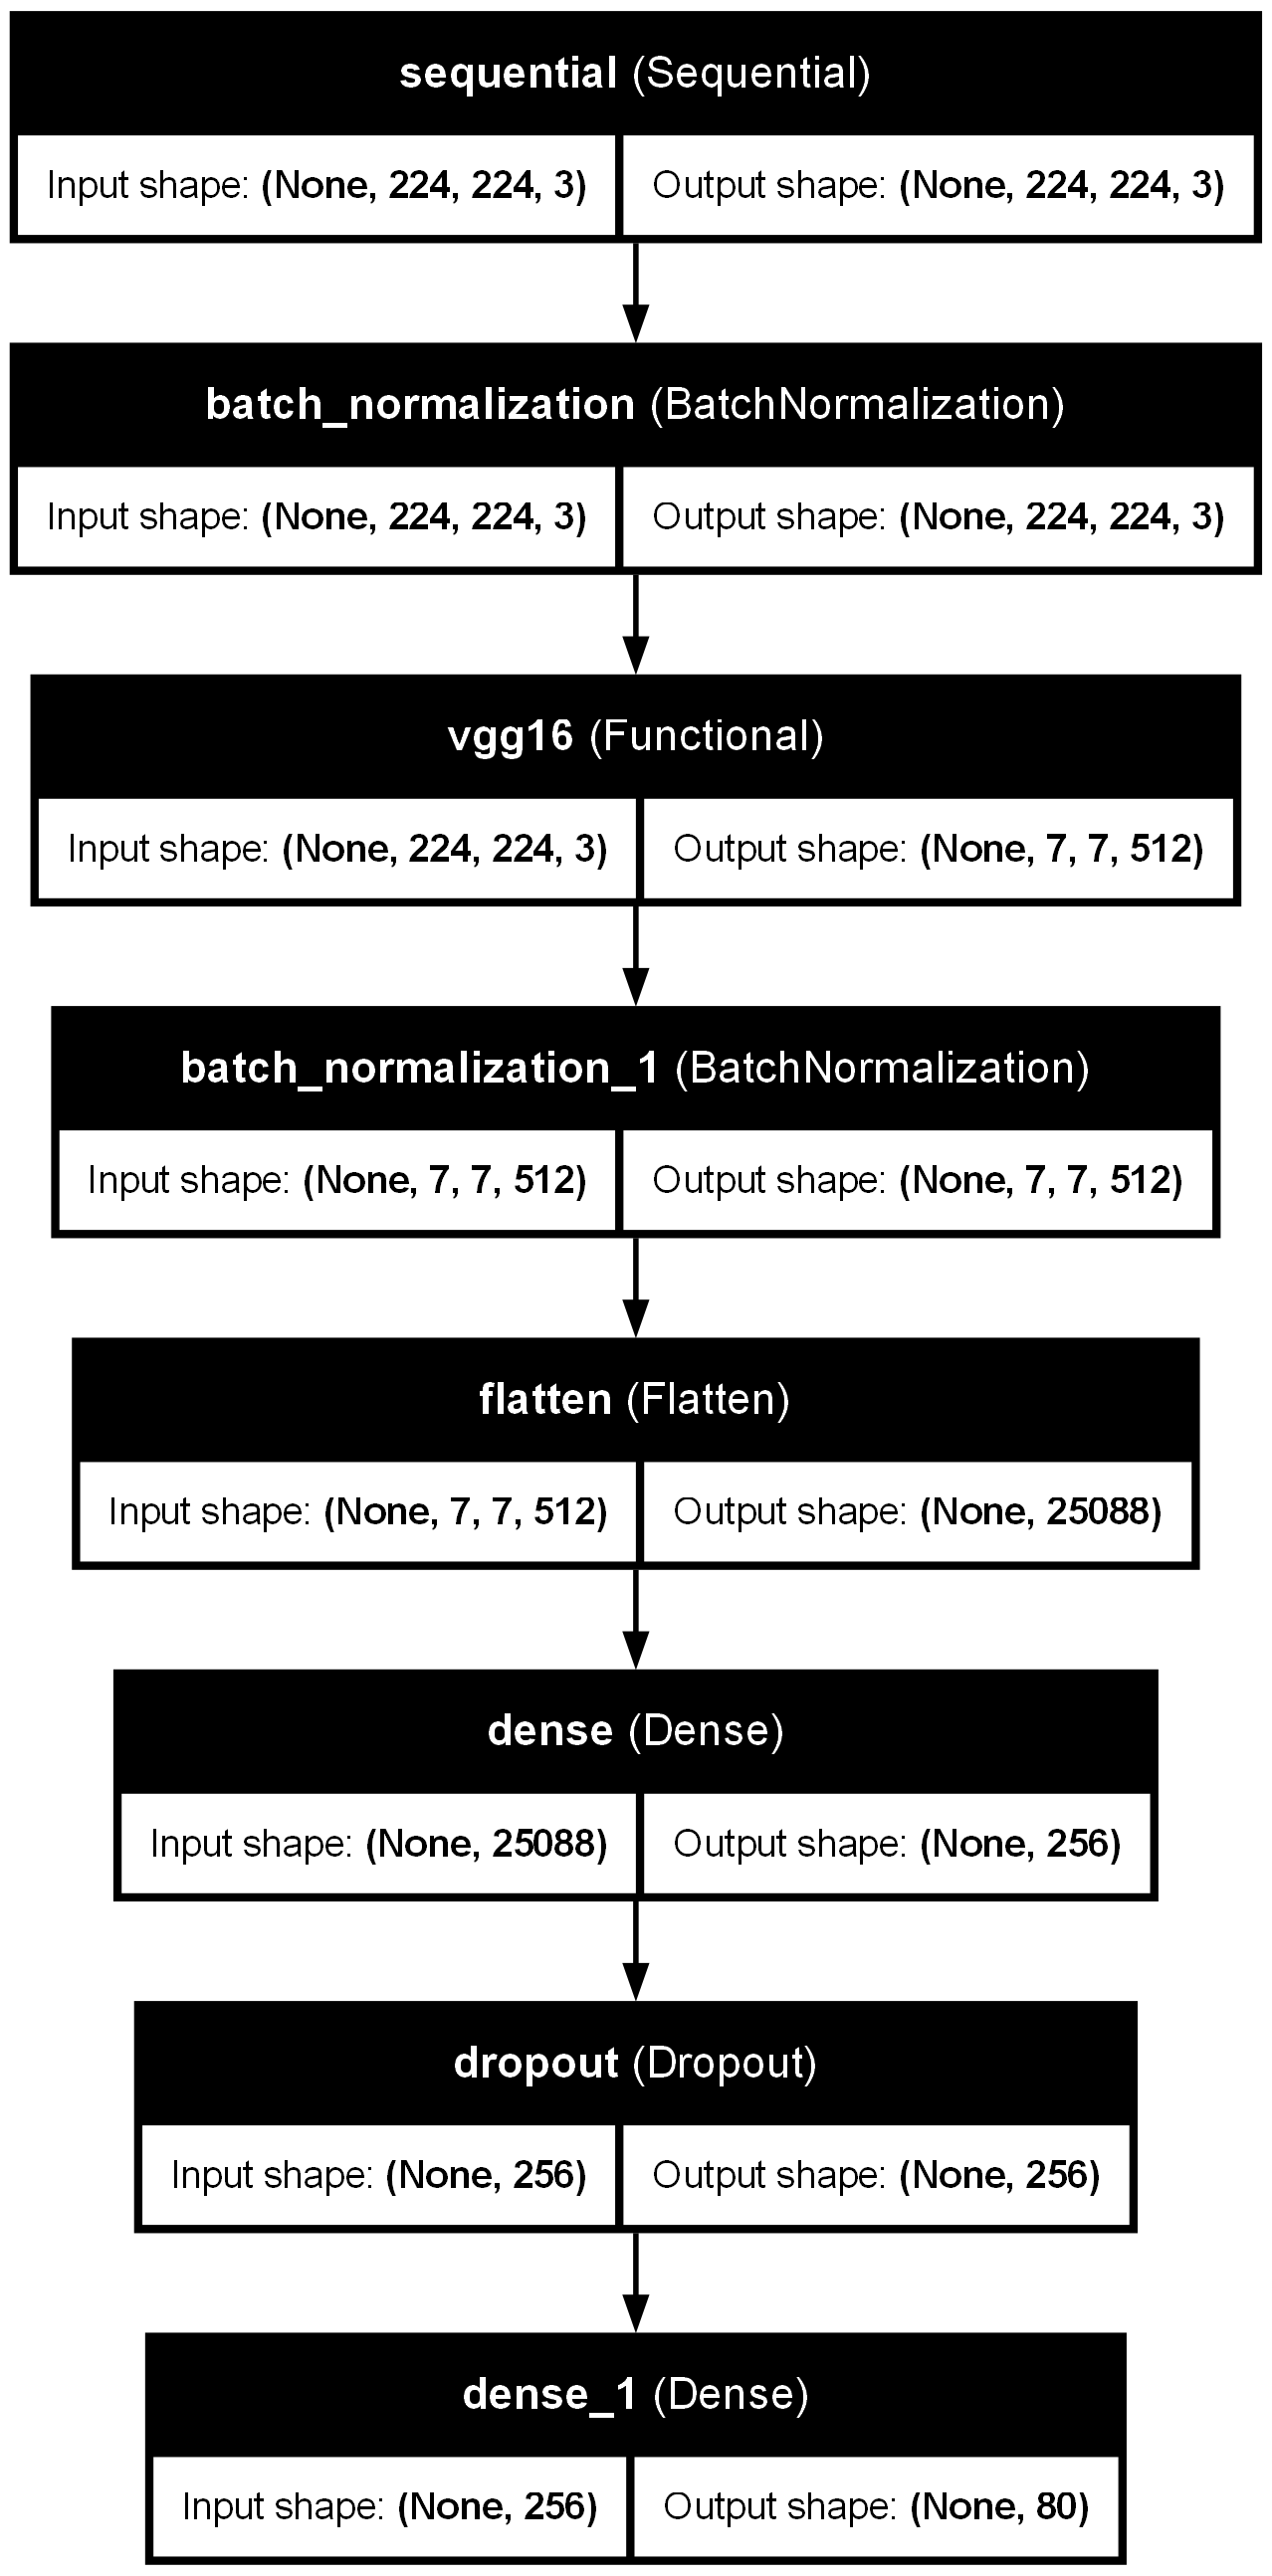 sequential (Sequential)
Input shape: (None, 224, 224, 3) Output shape: (None, 224, 224, 3)
batch_normalization (BatchNormalization)
Input shape: (None, 224, 224, 3) Output shape: (None, 224, 224, 3)
vgg16 (Functional)
Input shape: (None, 224, 224, 3) Output shape: (None, 7, 7, 512)
batch_normalization_1 (BatchNormalization)
Input shape: (None, 7, 7, 512) Output shape: (None, 7, 7, 512)
flatten (Flatten)
Input shape: (None, 7, 7, 512) Output shape: (None, 25088)
dense (Dense)
Input shape: (None, 25088) Output shape: (None, 256)
dropout (Dropout)
Input shape: (None, 256) Output shape: (None, 256)
dense_1 (Dense)
Input shape: (None, 256) Output shape: (None, 80)